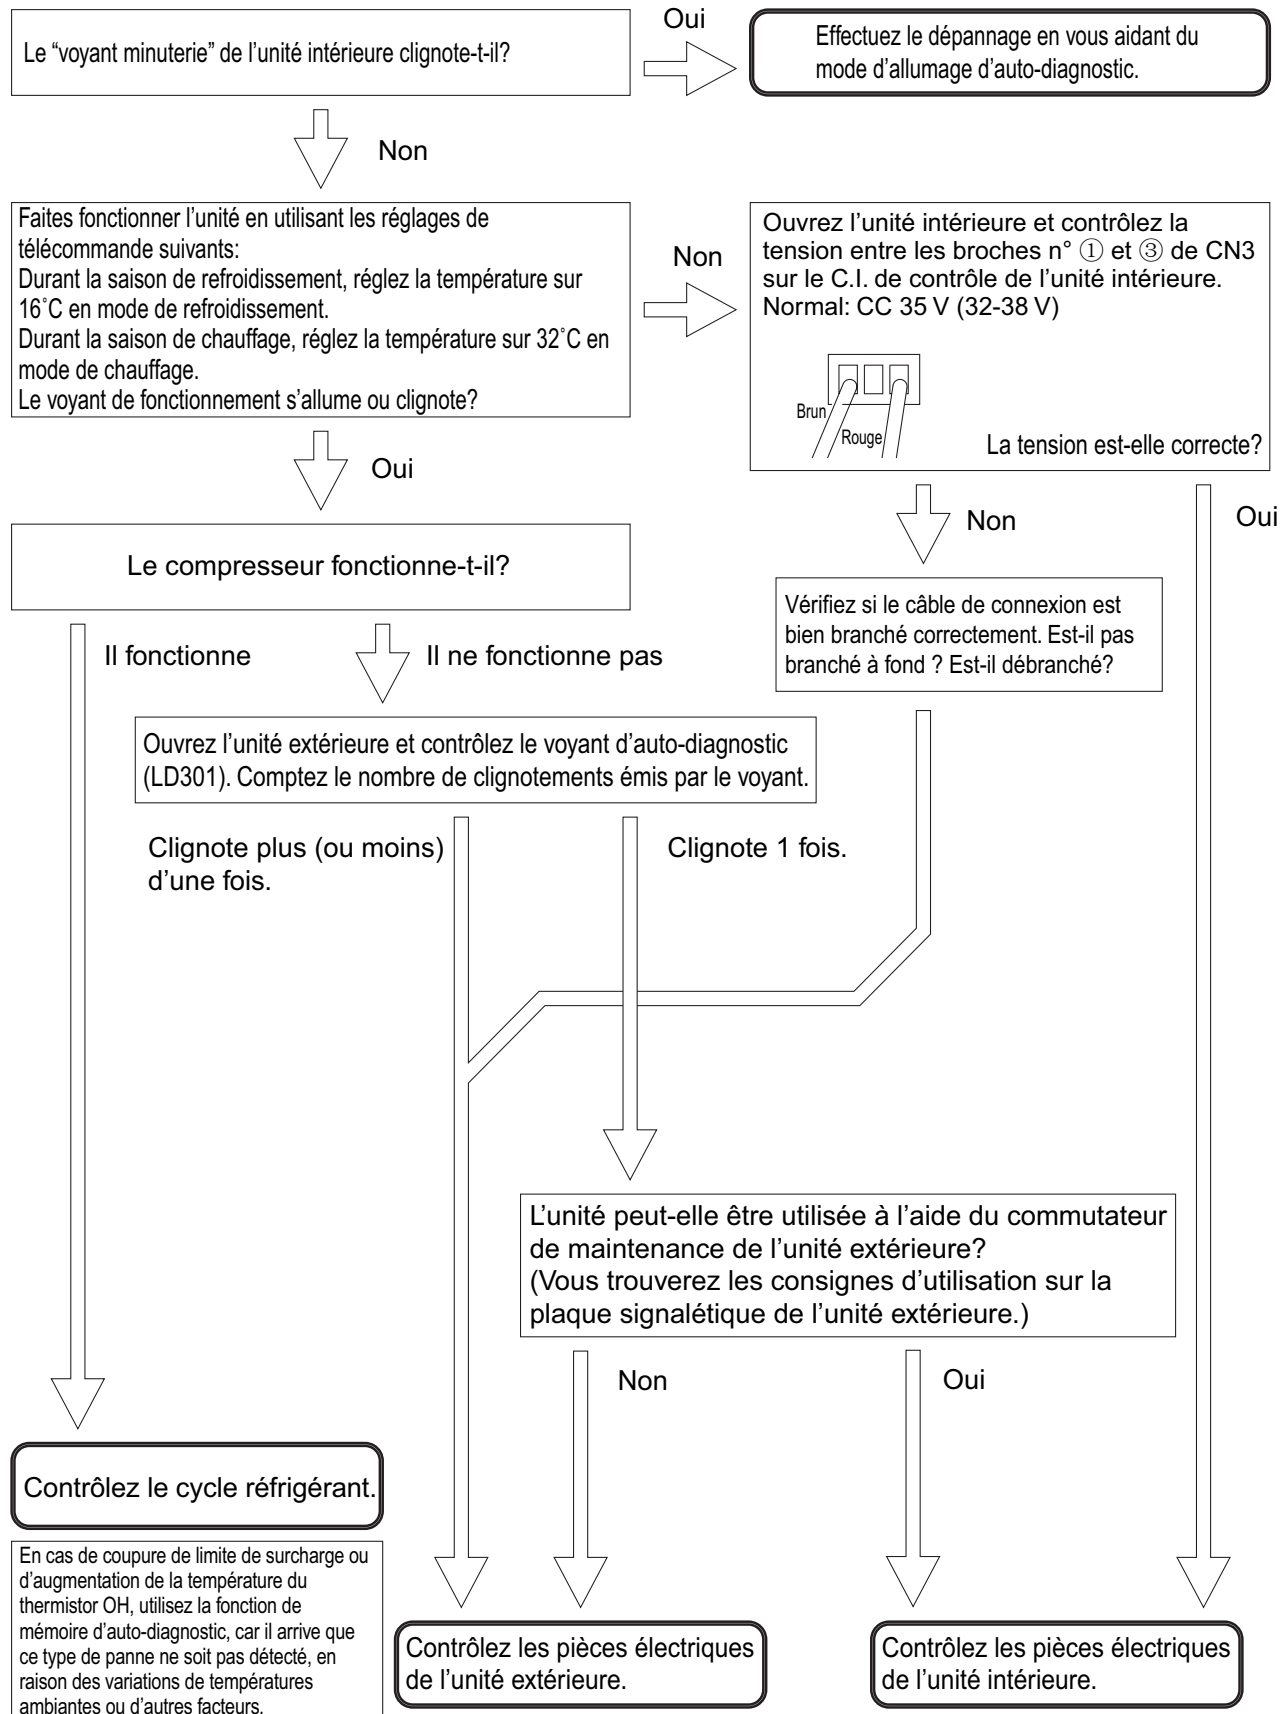 Le “voyant minuterie” de l’unité intérieure clignote-t-il?
Oui
Effectuez le dépannage en vous aidant du
mode d’allumage d’auto-diagnostic.
Non
Faites fonctionner l’unité en utilisant les réglages de
télécommande suivants:
Durant la saison de refroidissement, réglez la température sur
16˚C en mode de refroidissement.
Durant la saison de chauffage, réglez la température sur 32˚C en
mode de chauffage.
Le voyant de fonctionnement s’allume ou clignote?
Non
Ouvrez l’unité intérieure et contrôlez la
tension entre les broches n° ① et ③ de CN3
sur le C.I. de contrôle de l’unité intérieure.
Normal: CC 35 V (32-38 V)
Brun
Rouge
La tension est-elle correcte?
Oui
Non
Oui
Le compresseur fonctionne-t-il?
Vérifiez si le câble de connexion est
bien branché correctement. Est-il pas
branché à fond ? Est-il débranché?
Il fonctionne
Il ne fonctionne pas
Ouvrez l’unité extérieure et contrôlez le voyant d’auto-diagnostic
(LD301). Comptez le nombre de clignotements émis par le voyant.
Clignote plus (ou moins)
d’une fois.
Clignote 1 fois.
L’unité peut-elle être utilisée à l’aide du commutateur
de maintenance de l’unité extérieure?
(Vous trouverez les consignes d’utilisation sur la
plaque signalétique de l’unité extérieure.)
Non
Oui
Contrôlez le cycle réfrigérant.
En cas de coupure de limite de surcharge ou
d’augmentation de la température du
thermistor OH, utilisez la fonction de
mémoire d’auto-diagnostic, car il arrive que
ce type de panne ne soit pas détecté, en
raison des variations de températures
ambiantes ou d’autres facteurs.
Contrôlez les pièces électriques
de l’unité extérieure.
Contrôlez les pièces électriques
de l’unité intérieure.